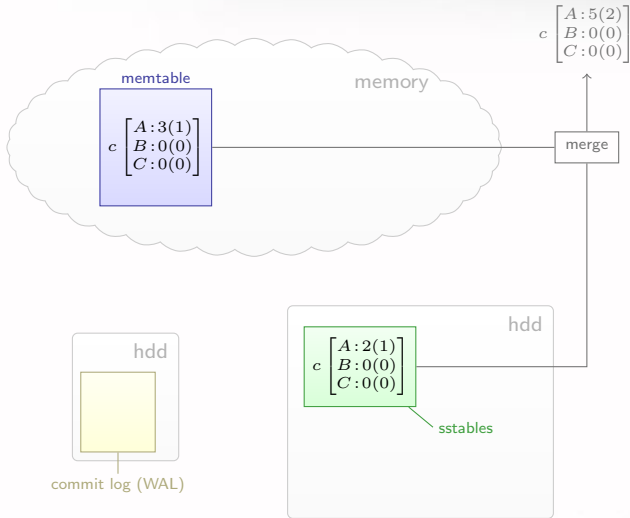 A:5(2)
c B:0(0)
C:0(0)
memtable
memory
A:3(1)
c B:0(0)
C:0(0)
merge
hdd
hdd
A:2(1)
c B:0(0)
C:0(0)
sstables
commit log (WAL)